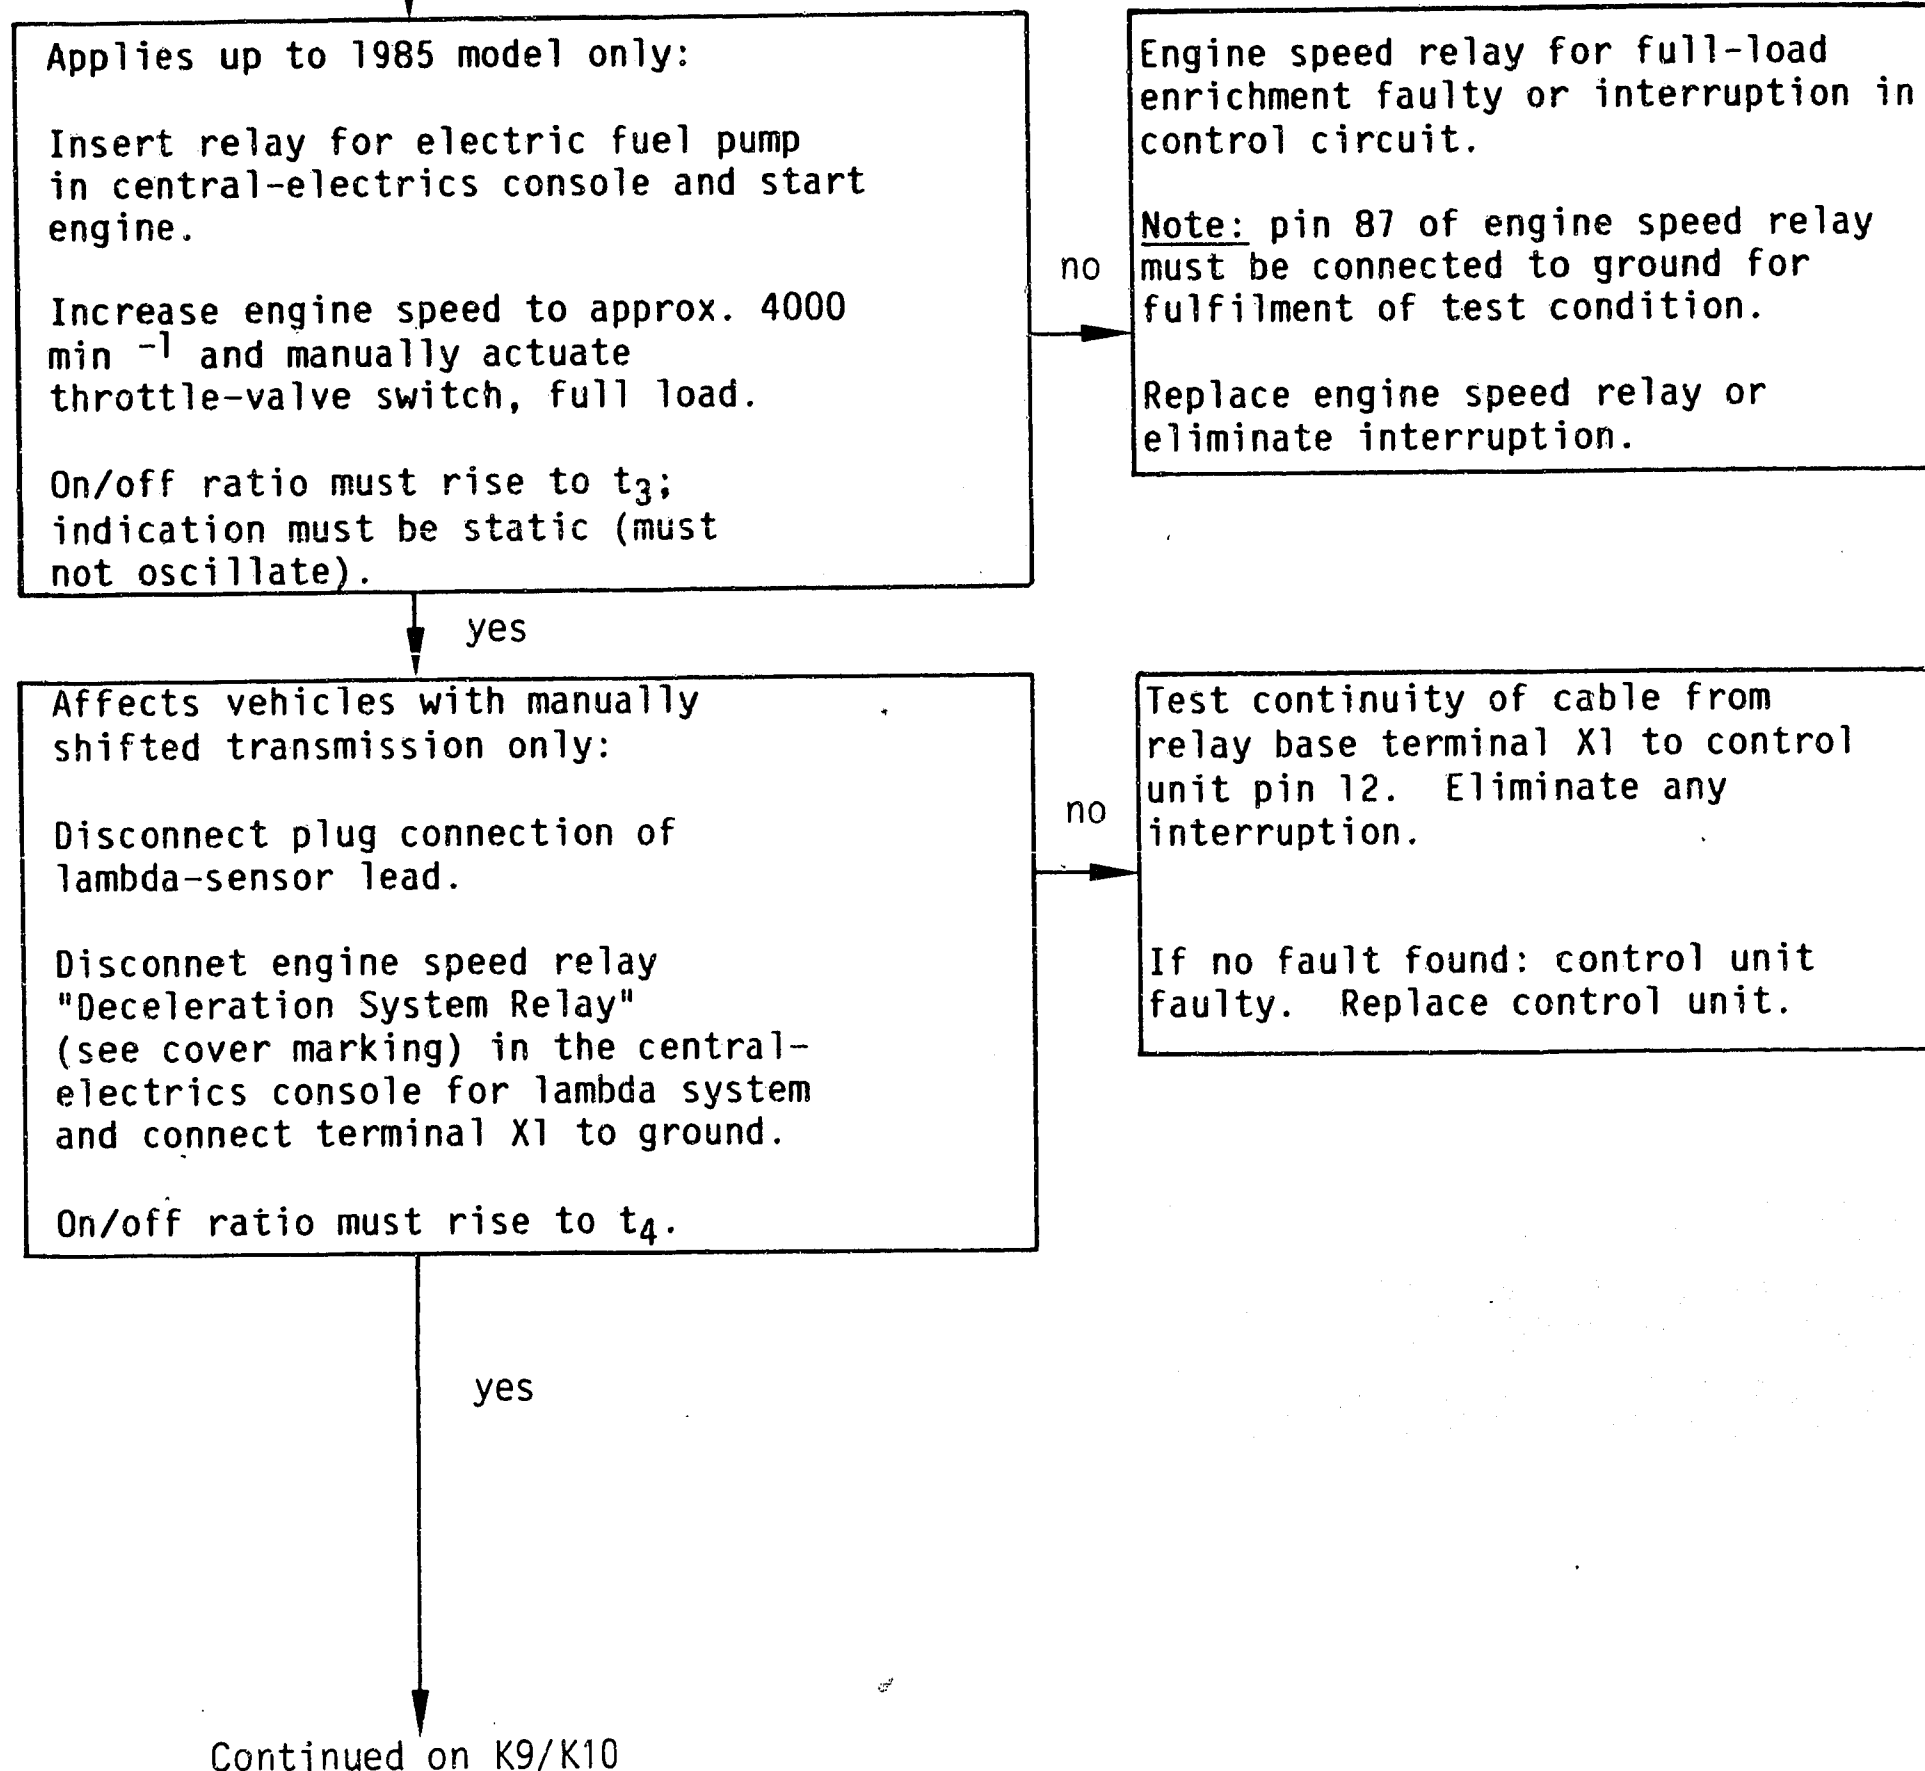 Applies up to 1985 model only:
Insert relay for electric fuel pump
in central-electrics console and start
engine.
Increase engine speed to approx. 4000
min -1 and manually actuate
throttle-valve switch, full load.
On/off ratio must rise to t3;
indication must be static (must
not oscillate).
no
Engine speed relay for full-load
enrichment faulty or interruption in
control circuit.
Note: pin 87 of engine speed relay
must be connected to ground for
fulfilment of test condition.
Replace engine speed relay or
eliminate interruption.
yes
Affects vehicles with manually
shifted transmission only:
Disconnect plug connection of
lambda-sensor lead.
Disconnet engine speed relay
"Deceleration System Relay"
(see cover marking) in the central-
electrics console for lambda system
and connect terminal X1 to ground.
On/off ratio must rise to t4.
no
Test continuity of cable from
relay base terminal X1 to control
unit pin 12. Eliminate any
interruption.
If no fault found: control unit
faulty. Replace control unit.
yes
Continued on K9/K10